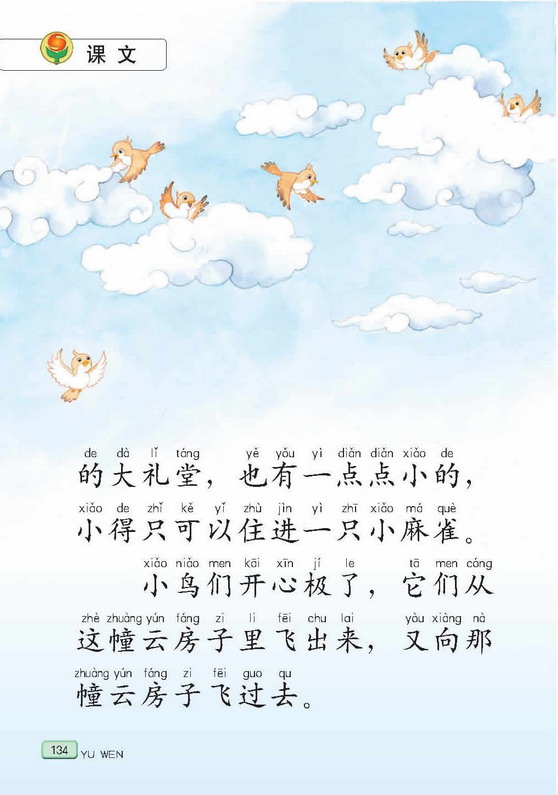 课文
de dà lǐ táng yě yǒu yì diǎn diǎn xiǎo de
的大礼堂，也有一点点小的，
xiǎo de zhǐ kě yǐ zhù jìn yì zhī xiǎo má què
小得只可以住进一只小麻雀。
xiǎo niǎo men kāi xīn jí le tā men cóng
小鸟们开心极了，它们从
zhè zhuàng yún fáng zi li fēi chu lai yòu xiàng nà
这幢云房子里飞出来，又向那
zhuàng yún fáng zi fēi guo qu
幢云房子飞过去。
134 YU WEN